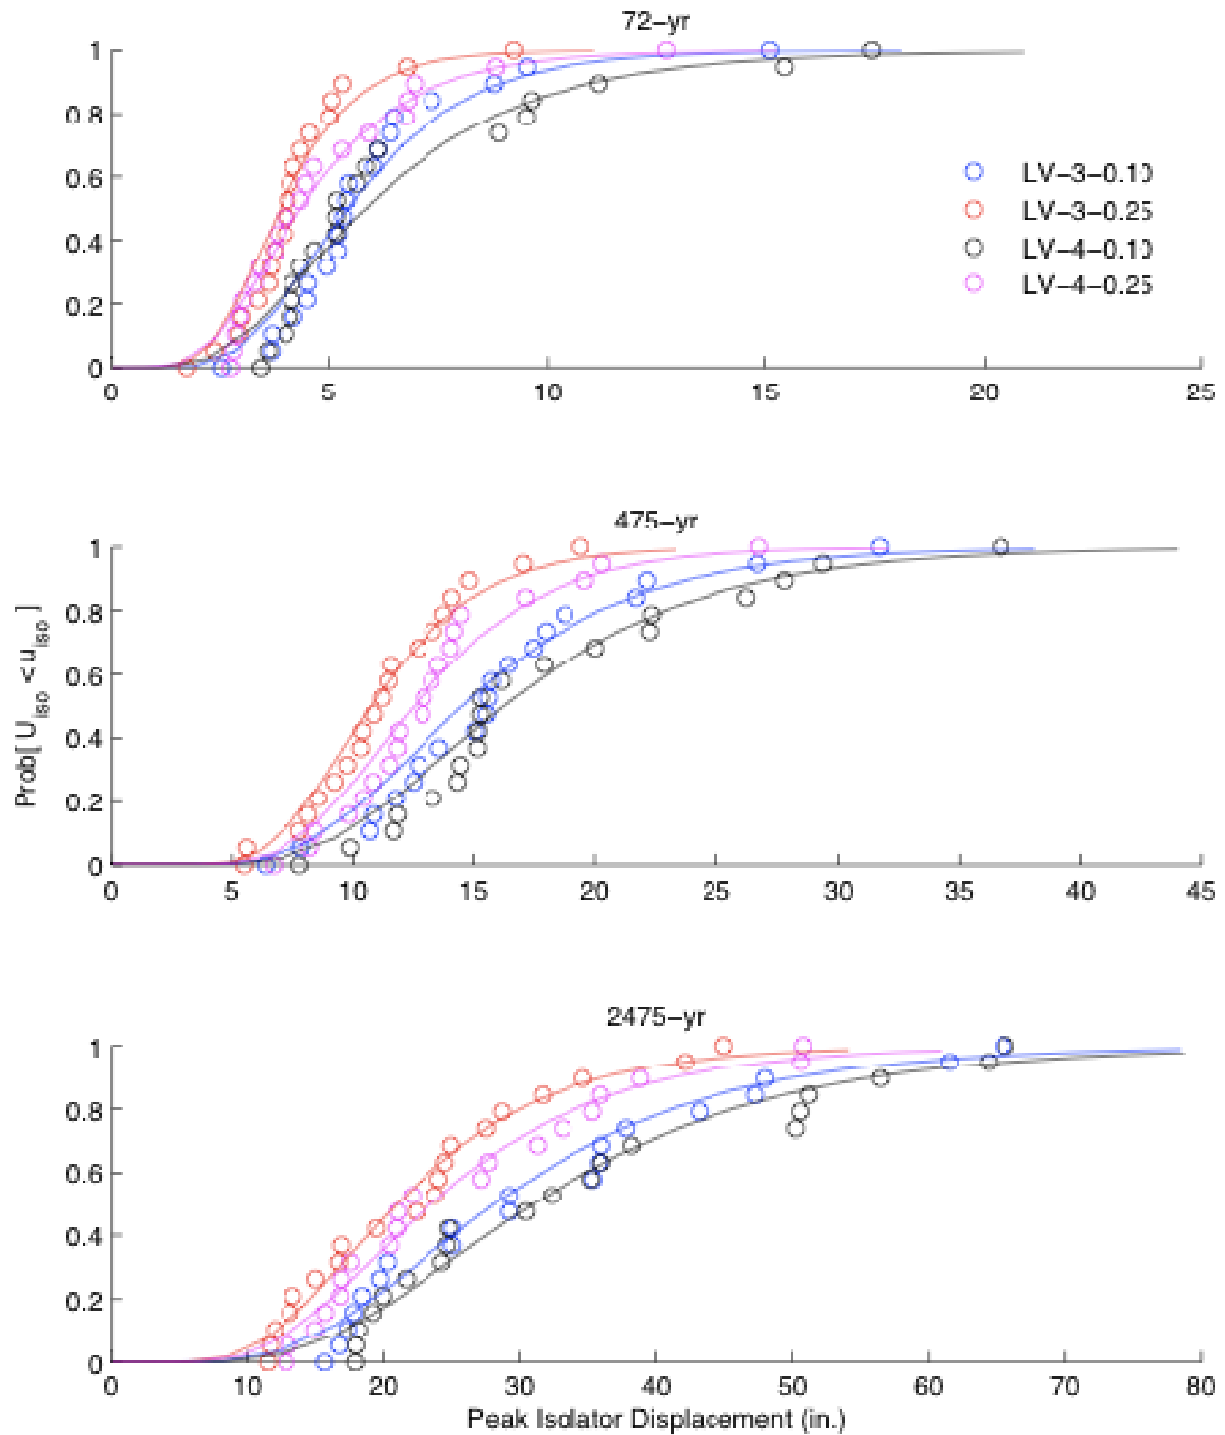 72-yr
1
0.8
0.6
0.4
0.2
0
0 5 10 15 20 25
LV-3-0.10
LV-3-0.25
LV-4-0.10
LV-4-0.25
475-yr
1
0.8
0.6
0.4
0.2
0
0 5 10 15 20 25 30 35 40 45
Prob[ U_iso < u_iso ]
2475-yr
1
0.8
0.6
0.4
0.2
0
0 10 20 30 40 50 60 70 80
Peak Isolator Displacement (in.)